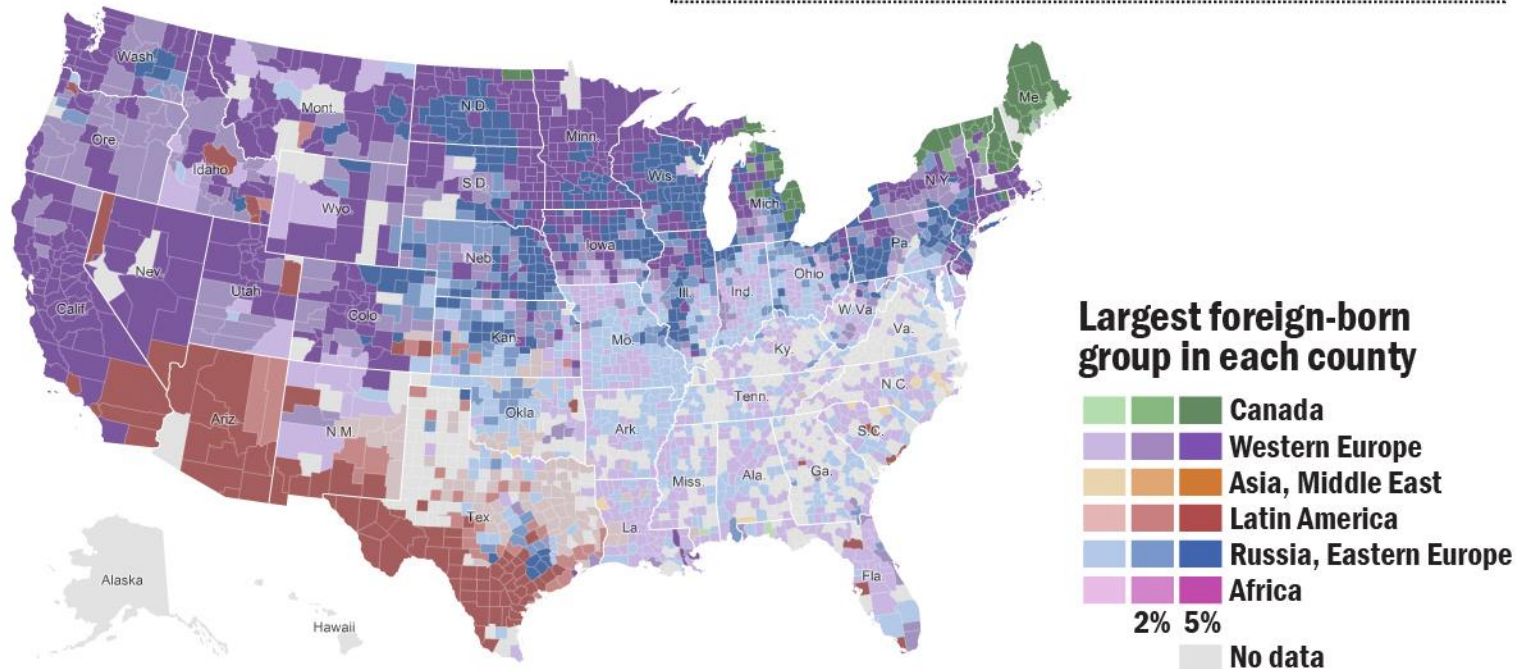 Wash.
Ore.
Calif.
Nev.
Idaho
Mont.
Wyo.
Utah
Ariz.
Colo.
N.M.
N.D.
S.D.
Neb.
Kan.
Okla.
Tex.
Minn.
Iowa
Mo.
Ark.
La.
Wis.
Ill.
Mich.
Ind.
Ohio
Ky.
Tenn.
Miss.
Ala.
Ga.
Fla.
S.C.
N.C.
Va.
W.Va.
Pa.
N.Y.
Me.
Alaska
Hawaii
Largest foreign-born
group in each county
Canada
Western Europe
Asia, Middle East
Latin America
Russia, Eastern Europe
Africa
2% 5%
No data